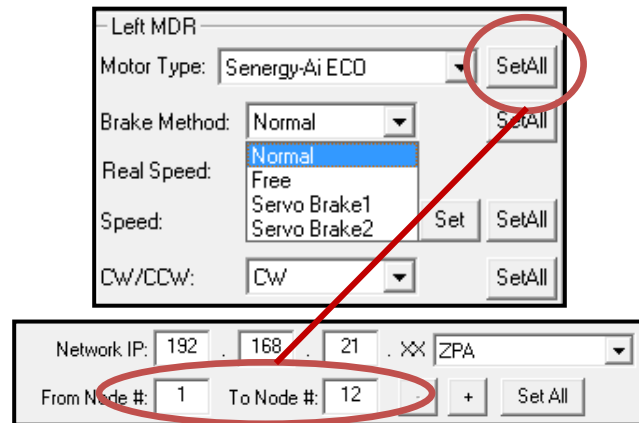 Left MDR
Motor Type: Senergy-Ai ECO SetAll
Brake Method: Normal SetAll
Normal
Real Speed:
Free
Servo Brake1
Speed: Set SetAll
Servo Brake2
CW/CCW: CW SetAll
Network IP: 192 . 168 . 21 . XX ZPA
From Node #: 1 To Node #: 12 - + Set All